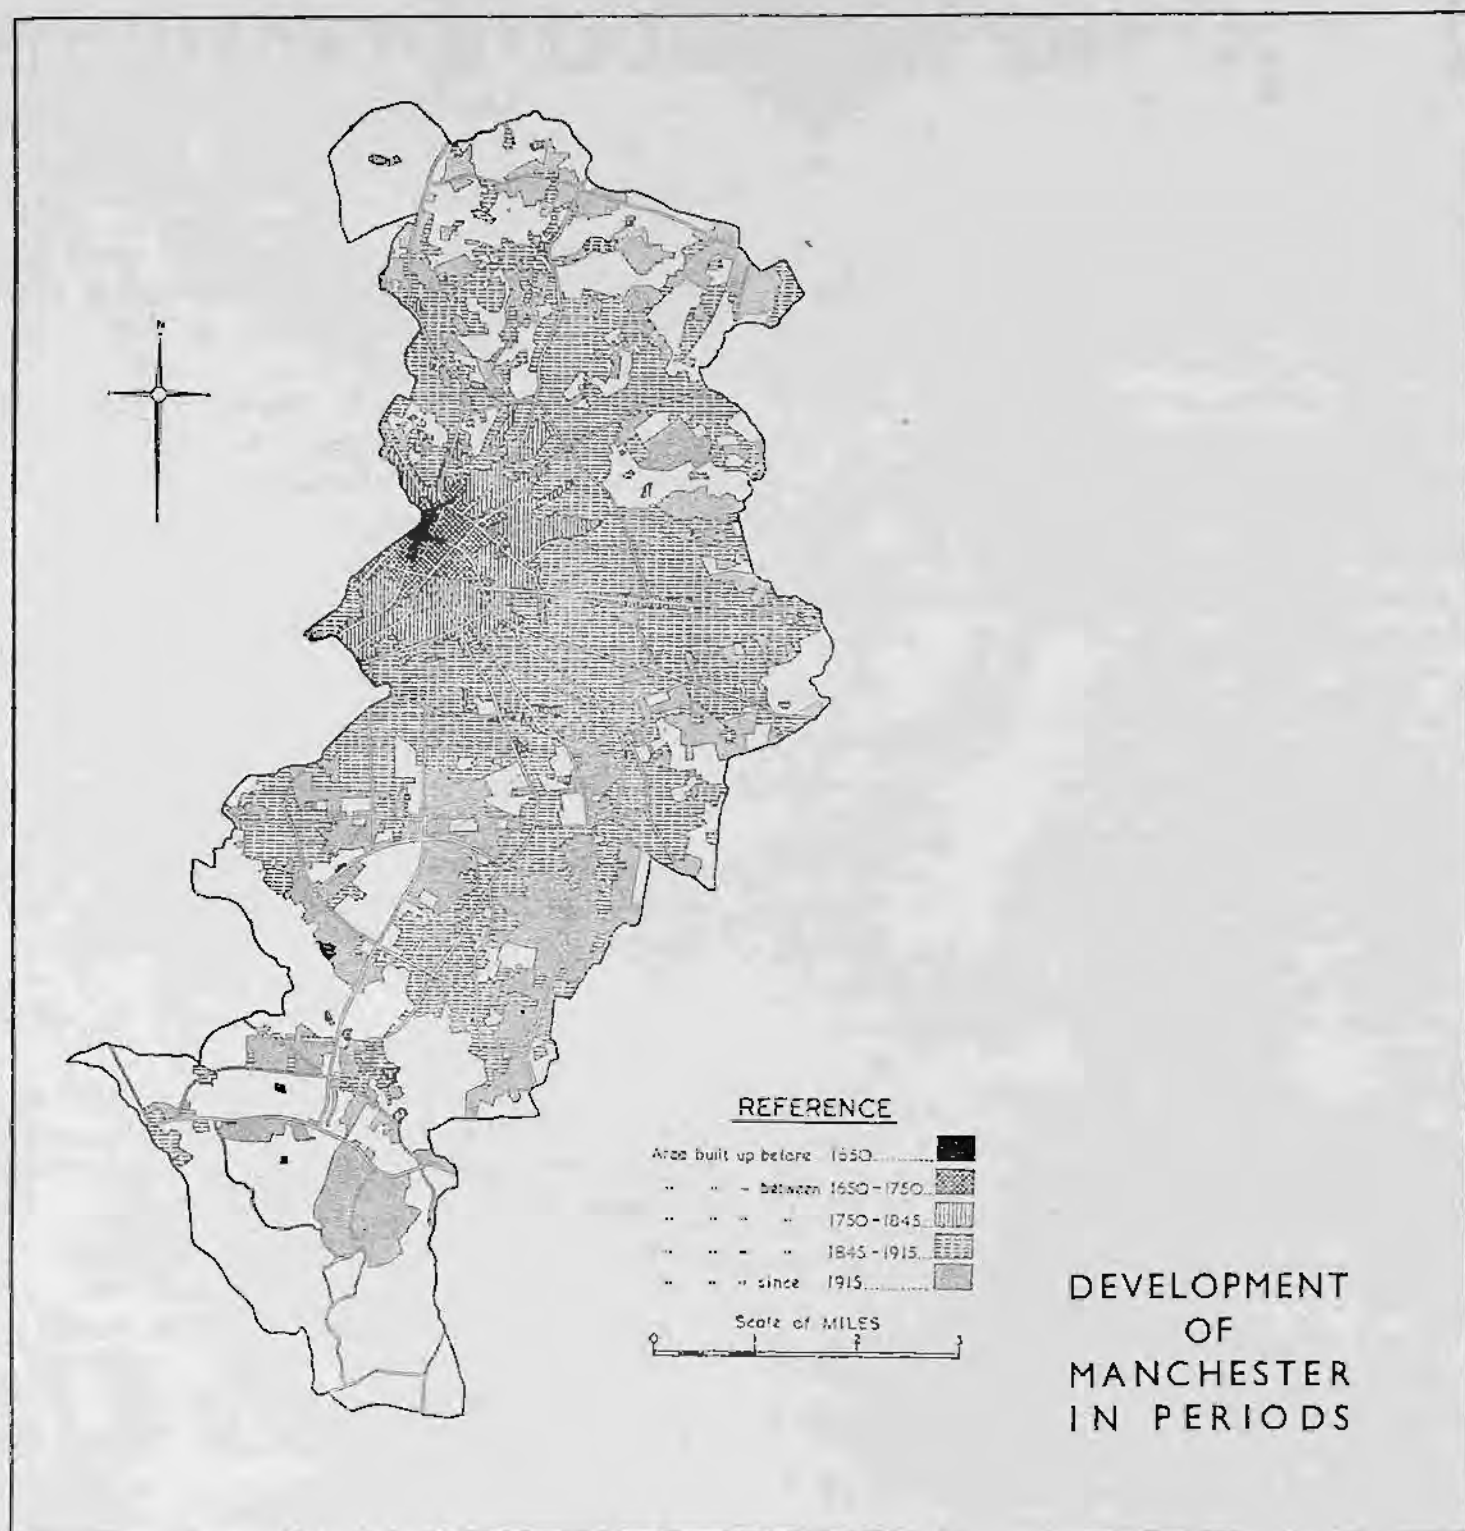 N
REFERENCE
Area built up before 1650............
" " " between 1650-1750..
" " " " 1750-1845..
" " " " 1845-1915..
" " " since 1915............
Scale of MILES
0 1 2 3
DEVELOPMENT
OF
MANCHESTER
IN PERIODS